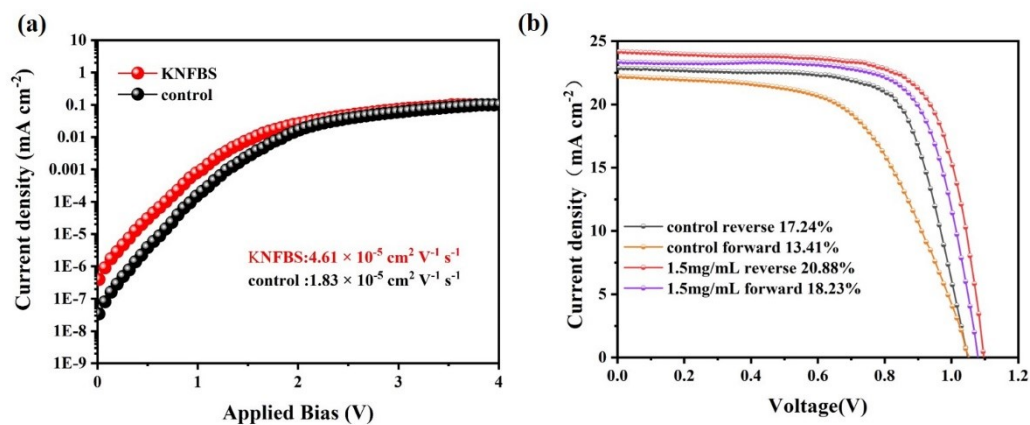 (a)
Current density (mA cm⁻²)
10
1
0.1
0.01
0.001
1E-4
1E-5
1E-6
1E-7
1E-8
1E-9
KNFBS
control
KNFBS:4.61 × 10⁻⁵ cm² V⁻¹ s⁻¹
control :1.83 × 10⁻⁵ cm² V⁻¹ s⁻¹
0 1 2 3 4
Applied Bias (V)
(b)
Current density（mA cm⁻²)
25
20
15
10
5
0
control reverse 17.24%
control forward 13.41%
1.5mg/mL reverse 20.88%
1.5mg/mL forward 18.23%
0.0 0.2 0.4 0.6 0.8 1.0 1.2
Voltage(V)